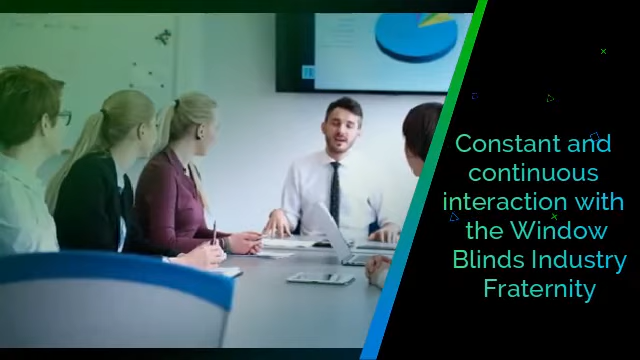 Constant and
continuous
interaction with
the Window
Blinds Industry
Fraternity